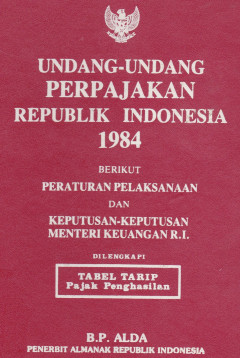 UNDANG-UNDANG
PERPAJAKAN
REPUBLIK INDONESIA
1984
BERIKUT
PERATURAN PELAKSANAAN
DAN
KEPUTUSAN-KEPUTUSAN
MENTERI KEUANGAN R.I.
DILENGKAPI
TABEL TARIP
Pajak Penghasilan
B.P. ALDA
PENERBIT ALMANAK REPUBLIK INDONESIA